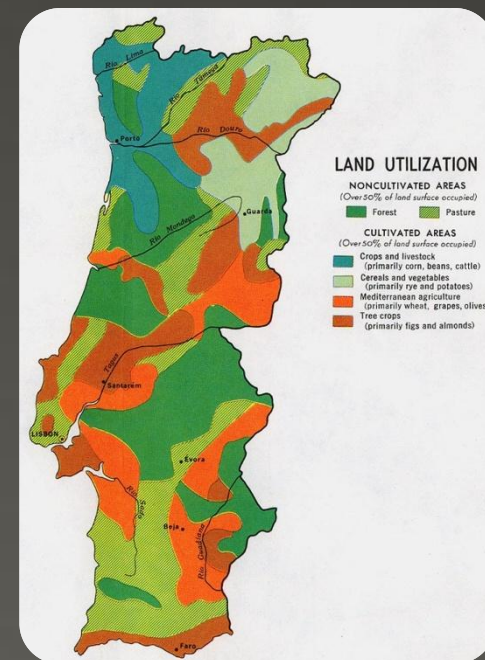 LAND UTILIZATION
NONCULTIVATED AREAS
(Over 50% of land surface occupied)
Forest
Pasture
CULTIVATED AREAS
(Over 50% of land surface occupied)
Crops and livestock
(primarily corn, beans, cattle)
Cereals and vegetables
(primarily rye and potatoes)
Mediterranean agriculture
(primarily wheat, grapes, olives
Tree crops
(primarily figs and almonds)
Rio Lima
Rio Tâmega
Porto
Rio Douro
Guarda
Rio Mondego
Tagus
Santarém
LISBON
Évora
Rio Sado
Beja
Rio Guadiana
Faro